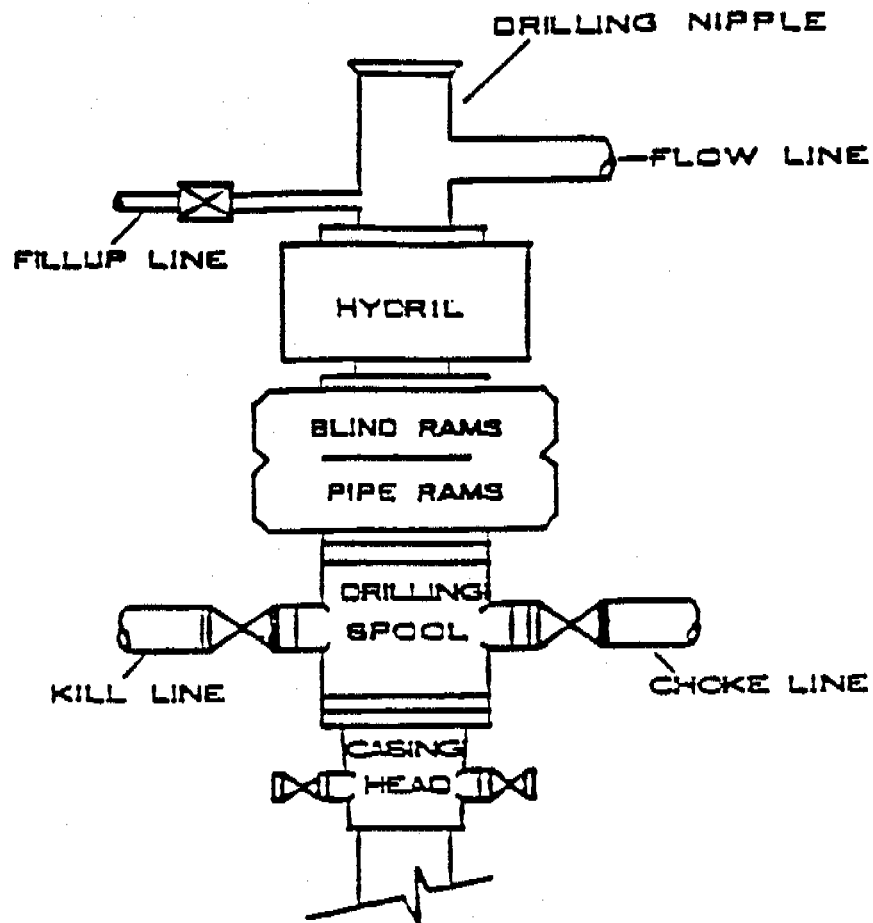 DRILLING NIPPLE
FLOW LINE
FILLUP LINE
HYDRIL
BLIND RAMS
PIPE RAMS
DRILLING
SPOOL
KILL LINE
CHOKE LINE
CASING
HEAD